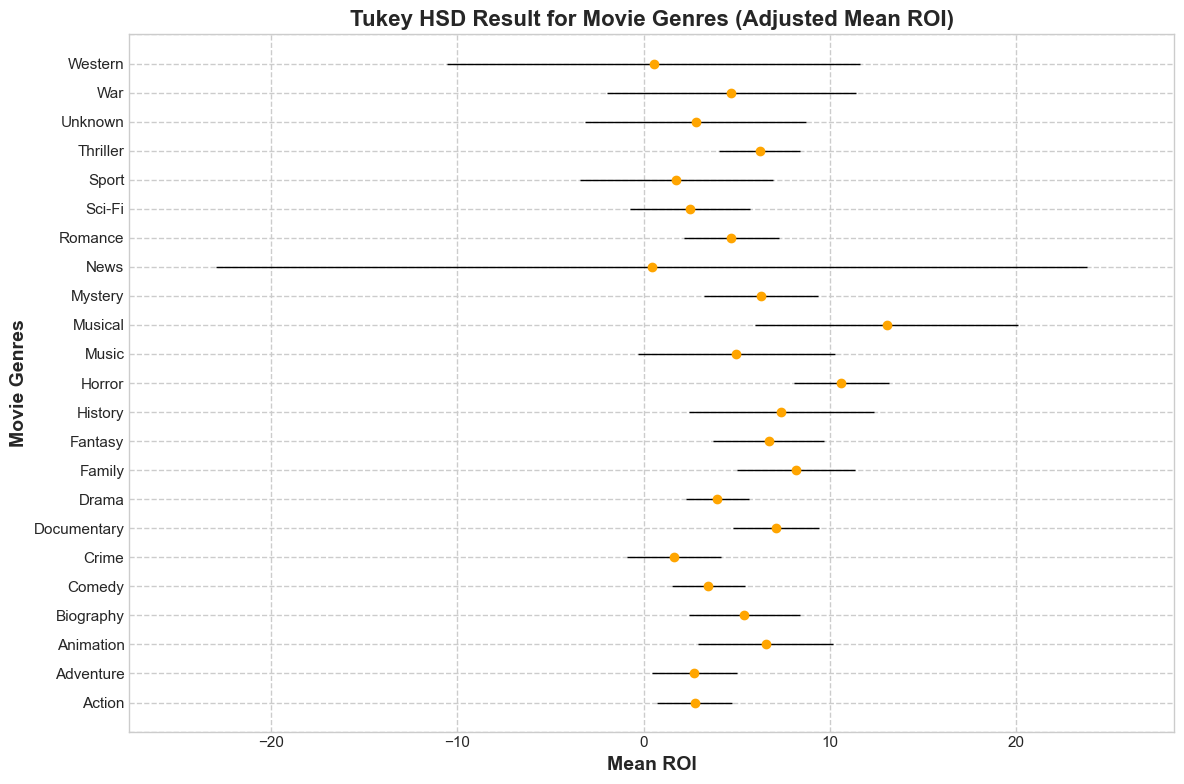 Tukey HSD Result for Movie Genres (Adjusted Mean ROI)
Movie Genres
Western
War
Unknown
Thriller
Sport
Sci-Fi
Romance
News
Mystery
Musical
Music
Horror
History
Fantasy
Family
Drama
Documentary
Crime
Comedy
Biography
Animation
Adventure
Action
−20 −10 0 10 20
Mean ROI